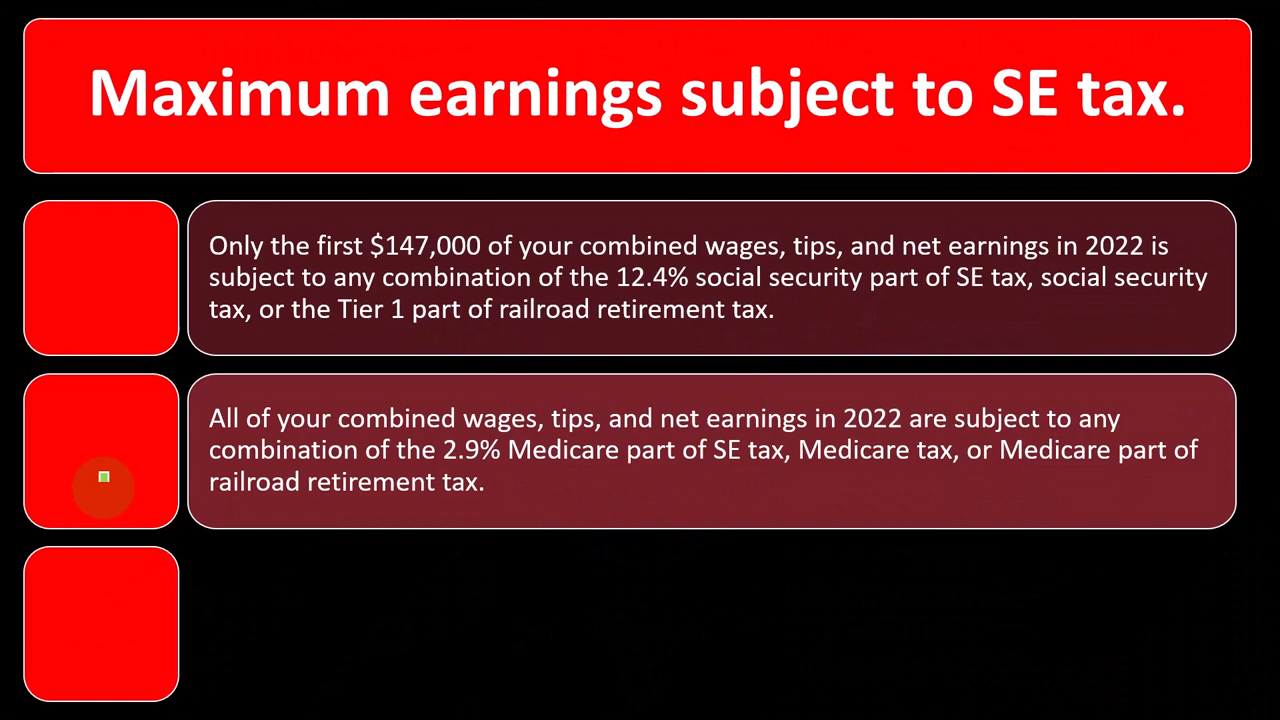 Maximum earnings subject to SE tax.
Only the first $147,000 of your combined wages, tips, and net earnings in 2022 is
subject to any combination of the 12.4% social security part of SE tax, social security
tax, or the Tier 1 part of railroad retirement tax.
All of your combined wages, tips, and net earnings in 2022 are subject to any
combination of the 2.9% Medicare part of SE tax, Medicare tax, or Medicare part of
railroad retirement tax.